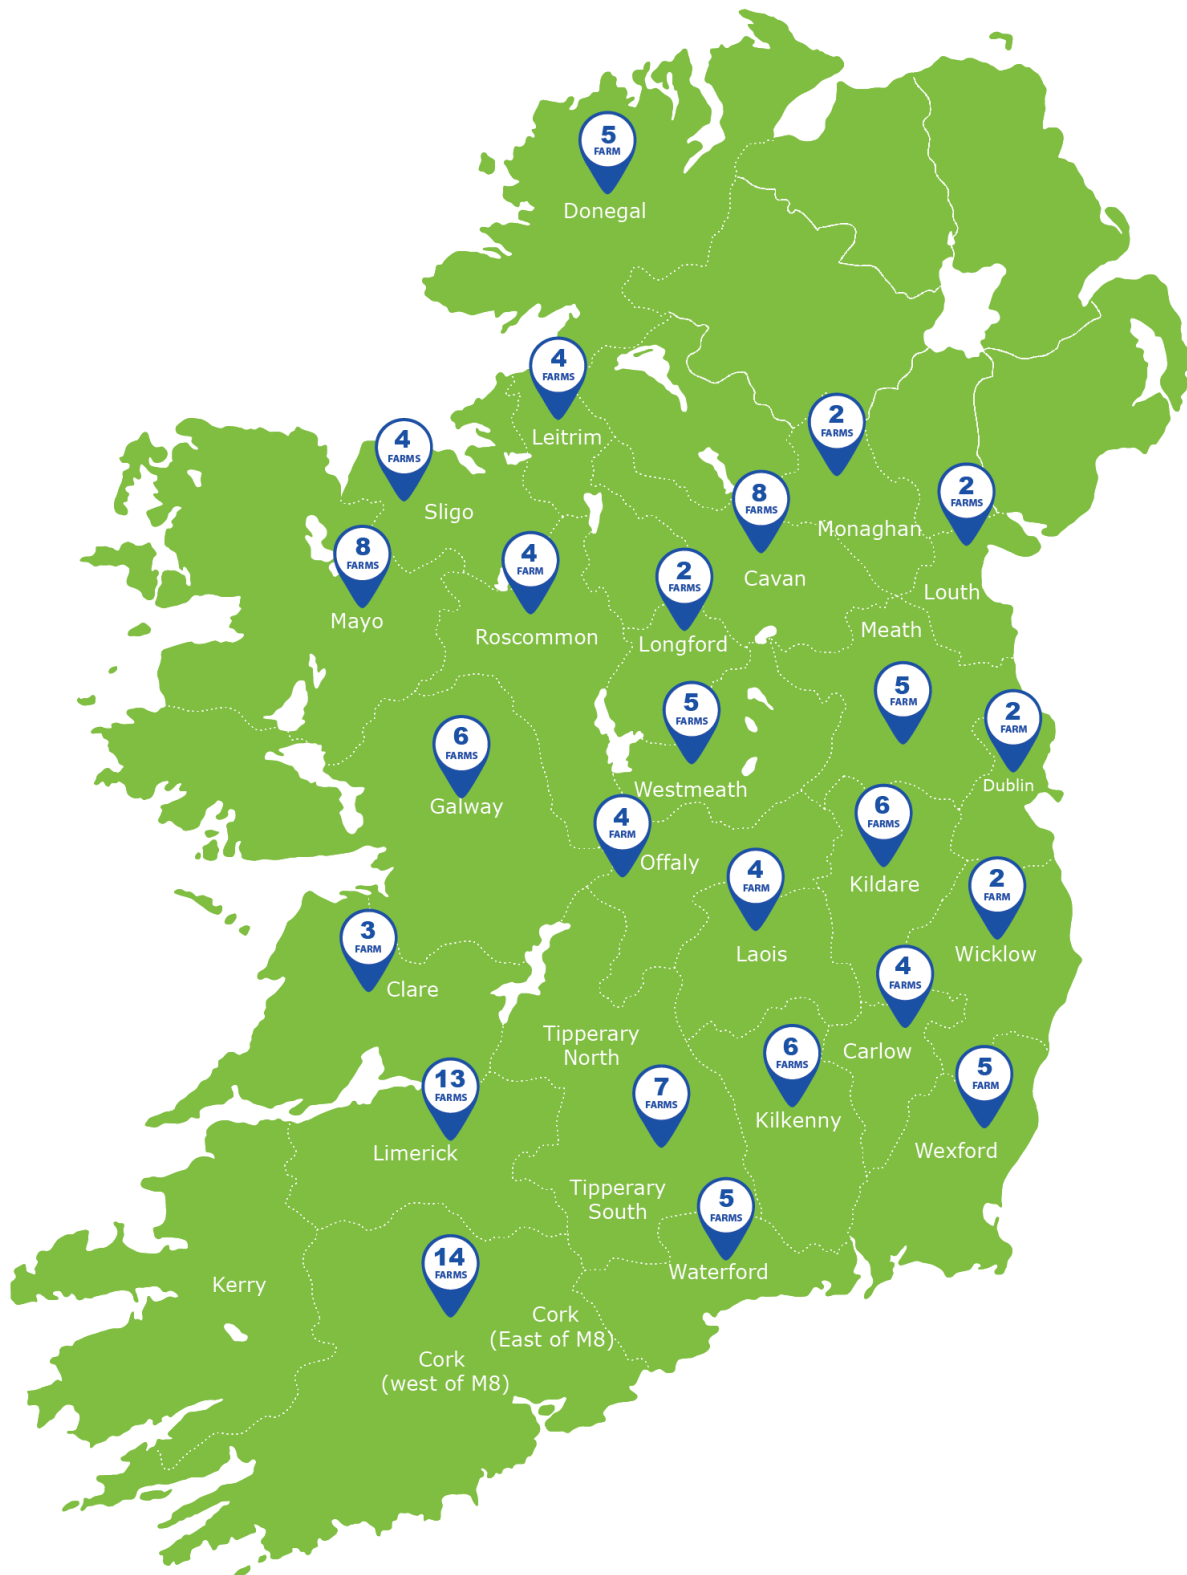 5
FARM
Donegal
4
FARMS
Leitrim
2
FARMS
Monaghan
4
FARMS
Sligo
8
FARMS
Cavan
2
FARMS
Louth
8
FARMS
Mayo
4
FARM
Roscommon
2
FARMS
Longford
Meath
5
FARM
5
FARMS
Westmeath
2
FARM
Dublin
6
FARMS
Galway
4
FARM
Offaly
6
FARMS
Kildare
4
FARM
Laois
2
FARM
Wicklow
3
FARM
Clare
4
FARMS
Carlow
Tipperary
North
7
FARMS
6
FARMS
Kilkenny
5
FARM
Wexford
13
FARMS
Limerick
Tipperary
South
5
FARMS
Waterford
14
FARMS
Kerry
Cork
(East of M8)
Cork
(west of M8)